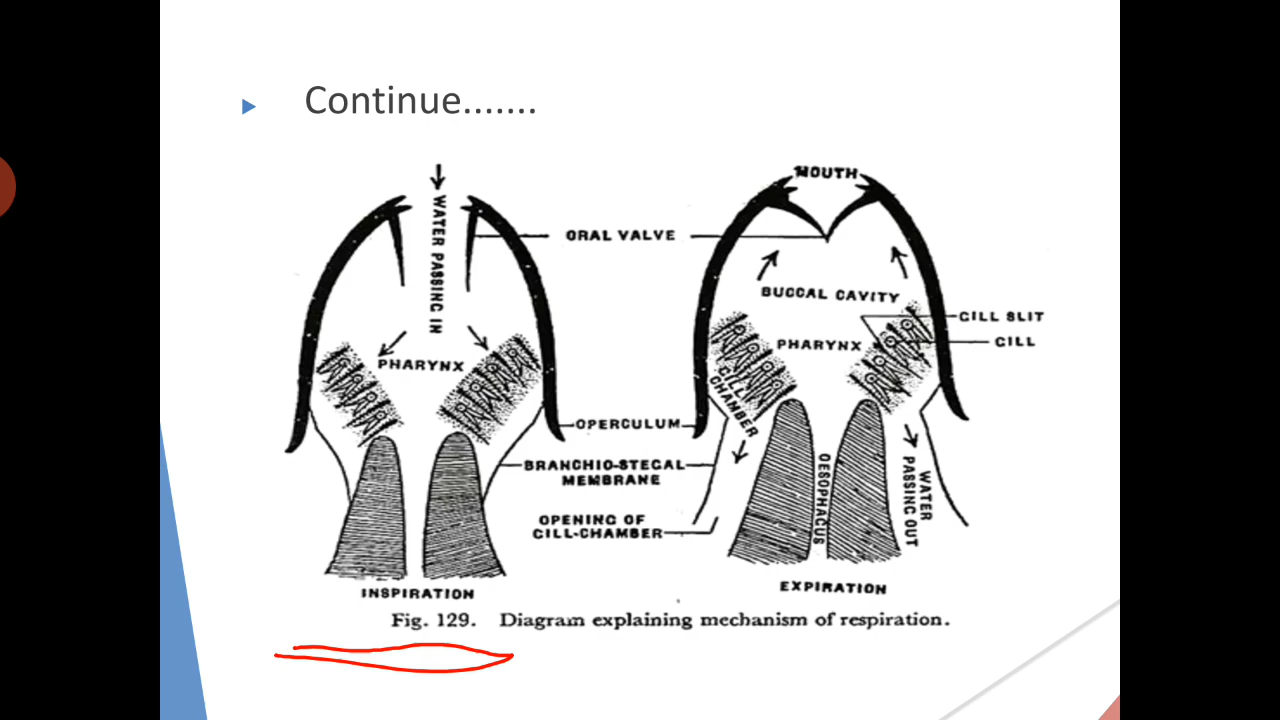 Continue.......
MOUTH
WATER PASSING IN
ORAL VALVE
BUCCAL CAVITY
GILL SLIT
GILL
PHARYNX
PHARYNX
GILL
CHAMBER
OPERCULUM
BRANCHIO-STEGAL
MEMBRANE
OESOPHAGUS
WATER
PASSING OUT
OPENING OF
GILL-CHAMBER
INSPIRATION
EXPIRATION
Fig. 129. Diagram explaining mechanism of respiration.